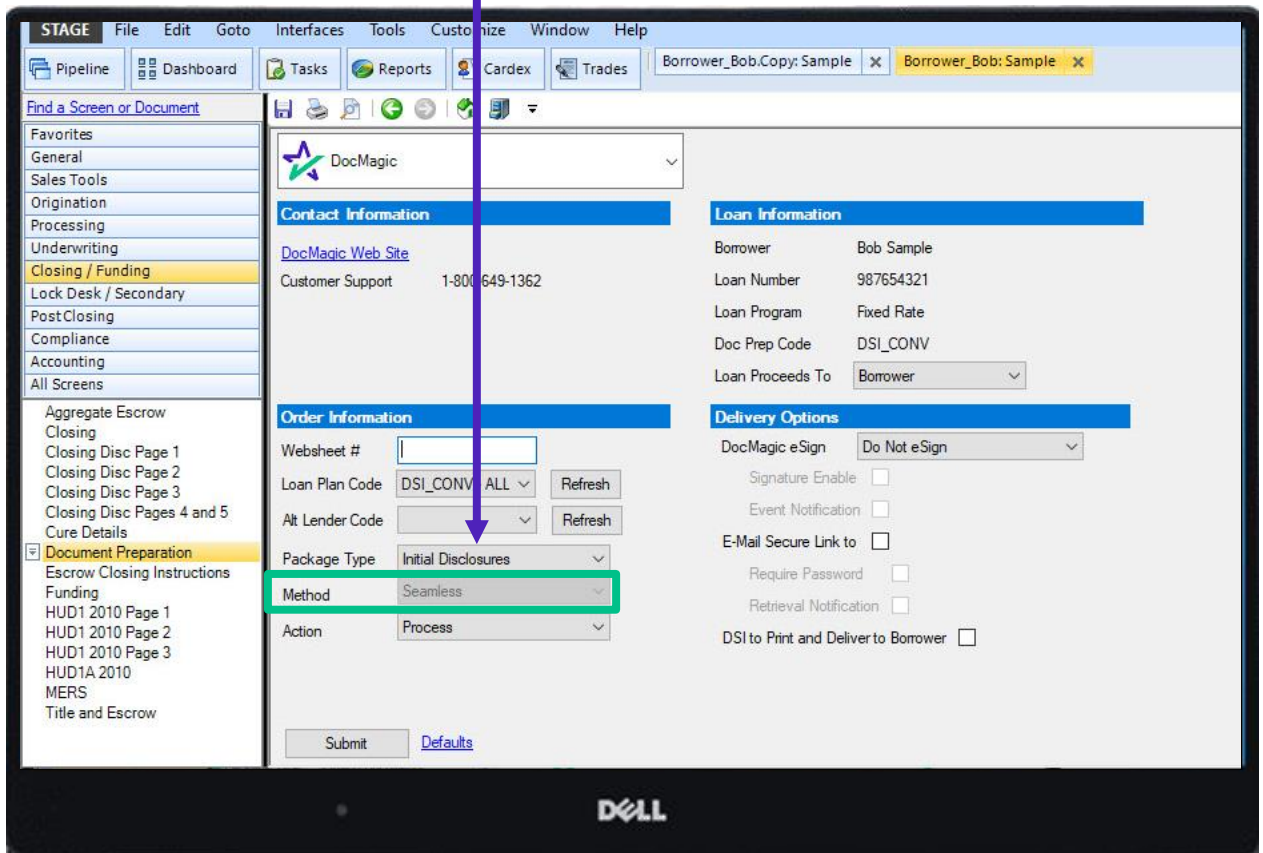 STAGE File Edit Goto Interfaces Tools Customize Window Help
Pipeline Dashboard Tasks Reports Cardex Trades Borrower_Bob.Copy: Sample x Borrower_Bob: Sample x
Find a Screen or Document
Favorites
General
Sales Tools
Origination
Processing
Underwriting
Closing / Funding
Lock Desk / Secondary
PostClosing
Compliance
Accounting
All Screens
Aggregate Escrow
Closing
Closing Disc Page 1
Closing Disc Page 2
Closing Disc Page 3
Closing Disc Pages 4 and 5
Cure Details
Document Preparation
Escrow Closing Instructions
Funding
HUD1 2010 Page 1
HUD1 2010 Page 2
HUD1 2010 Page 3
HUD1A 2010
MERS
Title and Escrow
DocMagic
Contact Information
DocMagic Web Site
Customer Support 1-800-649-1362
Loan Information
Borrower Bob Sample
Loan Number 987654321
Loan Program Fixed Rate
Doc Prep Code DSI_CONV
Loan Proceeds To Borrower
Order Information
Websheet #
Loan Plan Code DSI_CONV - ALL Refresh
Alt Lender Code Refresh
Package Type Initial Disclosures
Method Seamless
Action Process
Delivery Options
DocMagic eSign Do Not eSign
Signature Enable
Event Notification
E-Mail Secure Link to
Require Password
Retrieval Notification
DSI to Print and Deliver to Borrower
Submit Defaults
DELL